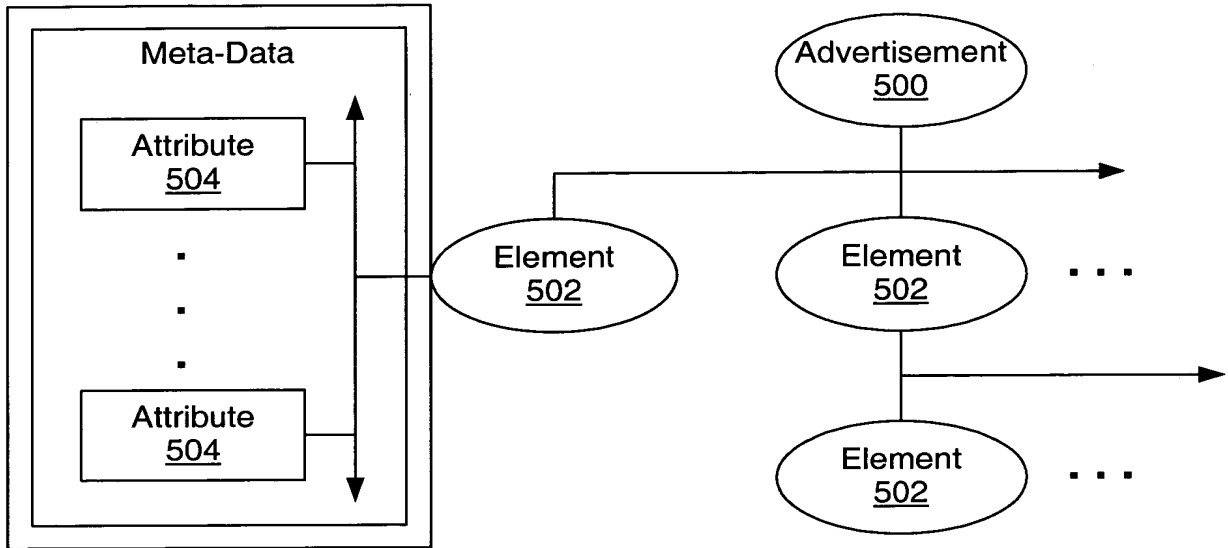 Meta-Data
Attribute
504
Attribute
504
Element
502
Advertisement
500
Element
502
Element
502